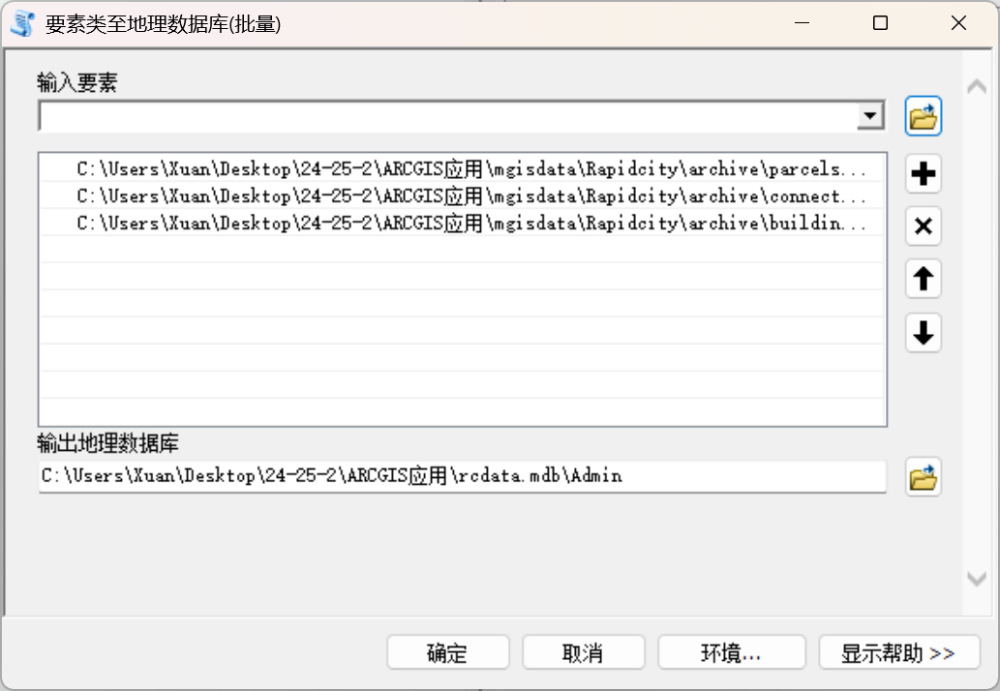 要素类至地理数据库(批量)
输入要素
C:\Users\Xuan\Desktop\24-25-2\ARCGIS应用\mgisdata\Rapidcity\archive\parcels...
C:\Users\Xuan\Desktop\24-25-2\ARCGIS应用\mgisdata\Rapidcity\archive\connect...
C:\Users\Xuan\Desktop\24-25-2\ARCGIS应用\mgisdata\Rapidcity\archive\buildin...
输出地理数据库
C:\Users\Xuan\Desktop\24-25-2\ARCGIS应用\rcdata.mdb\Admin
确定 取消 环境... 显示帮助 >>